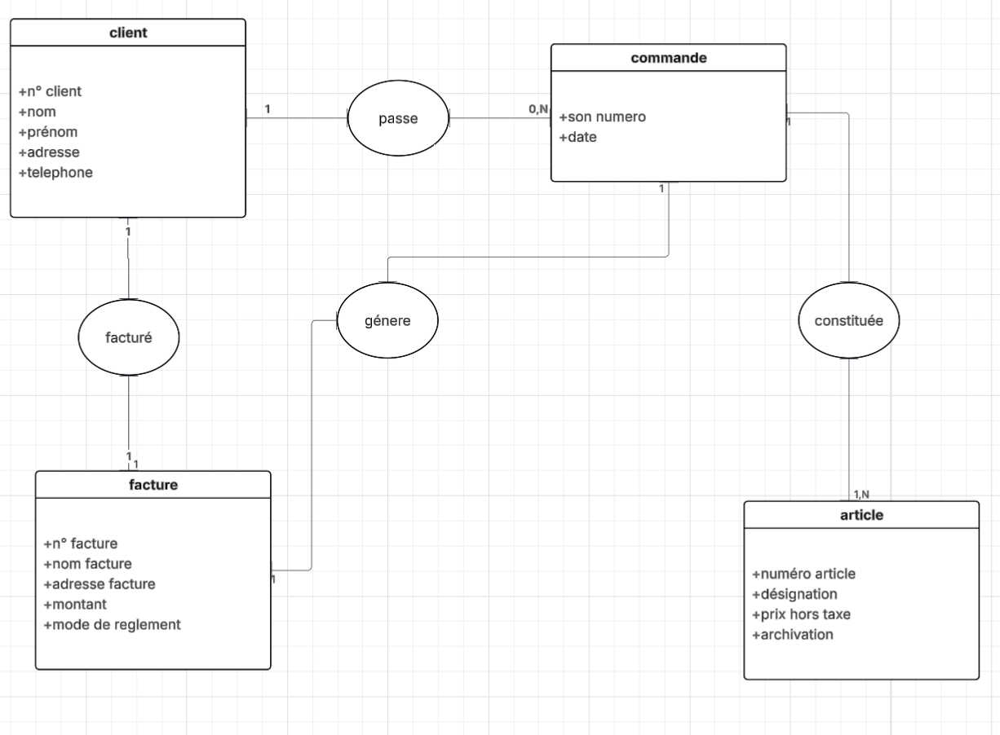 client
+n° client
+nom
+prénom
+adresse
+telephone
1
passe
0,N
commande
+son numero
+date
1
1
1
facturé
génere
constituée
1
1
facture
+n° facture
+nom facture
+adresse facture
+montant
+mode de reglement
1
1,N
article
+numéro article
+désignation
+prix hors taxe
+archivation